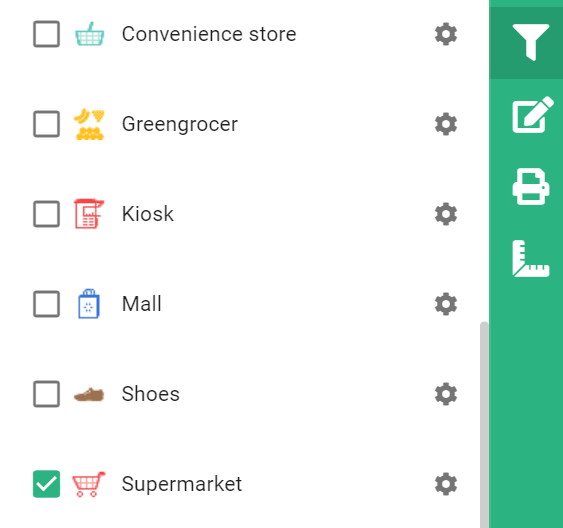 Convenience store
Greengrocer
Kiosk
Mall
Shoes
Supermarket